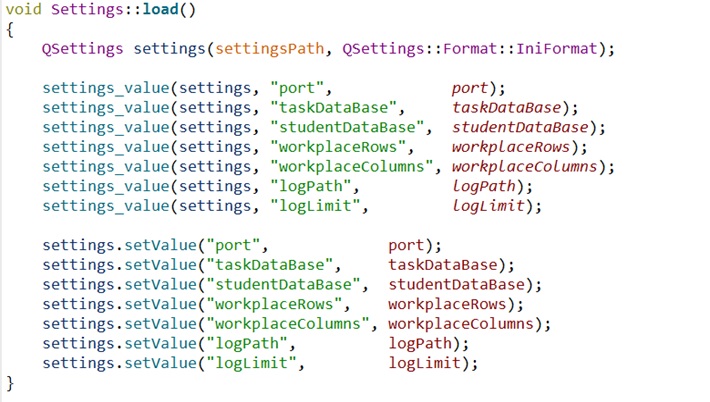 void Settings::load()
{
    QSettings settings(settingsPath, QSettings::Format::IniFormat);

    settings_value(settings, "port",             port);
    settings_value(settings, "taskDataBase",     taskDataBase);
    settings_value(settings, "studentDataBase",  studentDataBase);
    settings_value(settings, "workplaceRows",    workplaceRows);
    settings_value(settings, "workplaceColumns", workplaceColumns);
    settings_value(settings, "logPath",          logPath);
    settings_value(settings, "logLimit",         logLimit);

    settings.setValue("port",             port);
    settings.setValue("taskDataBase",     taskDataBase);
    settings.setValue("studentDataBase",  studentDataBase);
    settings.setValue("workplaceRows",    workplaceRows);
    settings.setValue("workplaceColumns", workplaceColumns);
    settings.setValue("logPath",          logPath);
    settings.setValue("logLimit",         logLimit);
}